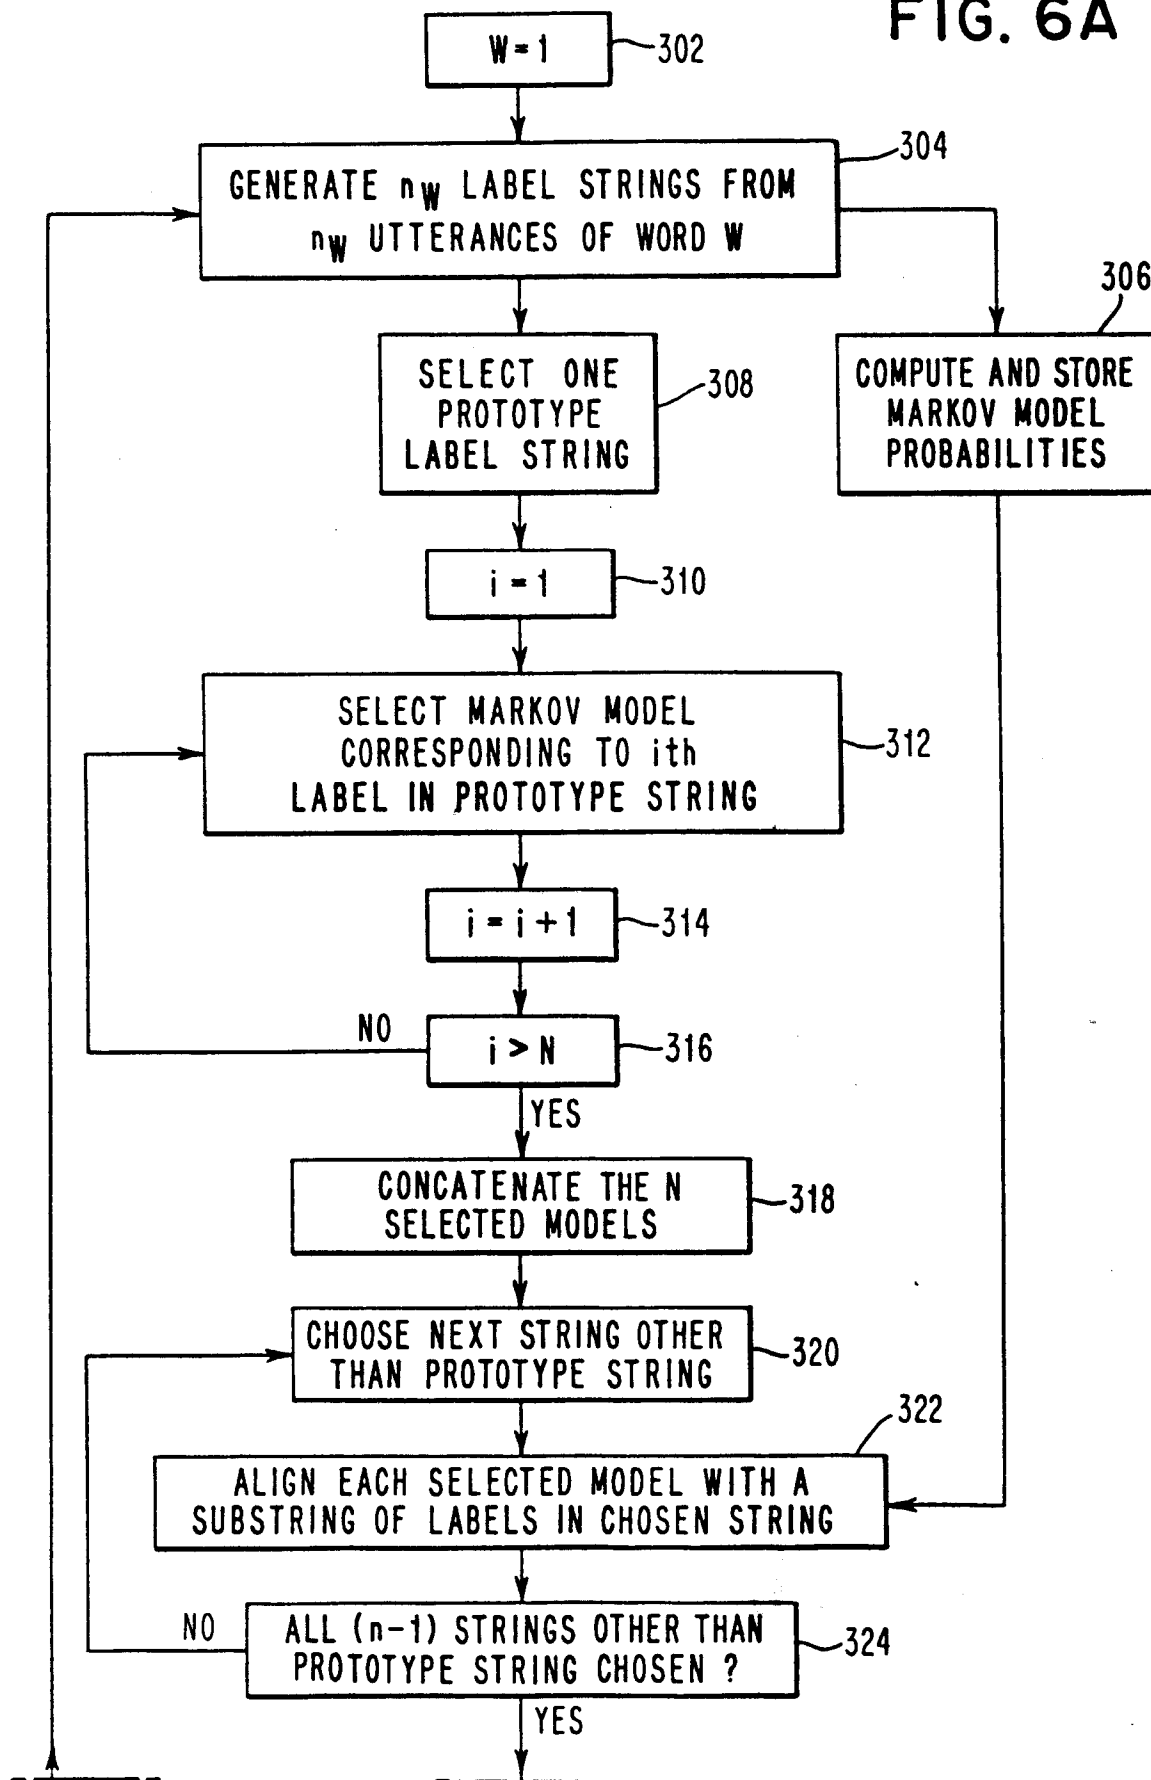 FIG. 6A
W = 1
302
304
GENERATE nW LABEL STRINGS FROM
nW UTTERANCES OF WORD W
306
SELECT ONE
PROTOTYPE
LABEL STRING
308
COMPUTE AND STORE
MARKOV MODEL
PROBABILITIES
i = 1
310
SELECT MARKOV MODEL
CORRESPONDING TO ith
LABEL IN PROTOTYPE STRING
312
i = i + 1
314
NO
i > N
316
YES
CONCATENATE THE N
SELECTED MODELS
318
CHOOSE NEXT STRING OTHER
THAN PROTOTYPE STRING
320
322
ALIGN EACH SELECTED MODEL WITH A
SUBSTRING OF LABELS IN CHOSEN STRING
NO
ALL (n-1) STRINGS OTHER THAN
PROTOTYPE STRING CHOSEN ?
324
YES